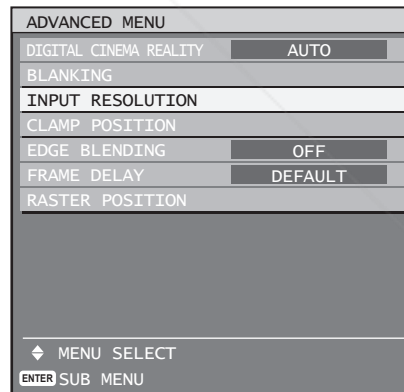 ADVANCED MENU
DIGITAL CINEMA REALITY AUTO
BLANKING
INPUT RESOLUTION
CLAMP POSITION
EDGE BLENDING OFF
FRAME DELAY DEFAULT
RASTER POSITION
MENU SELECT
ENTER SUB MENU